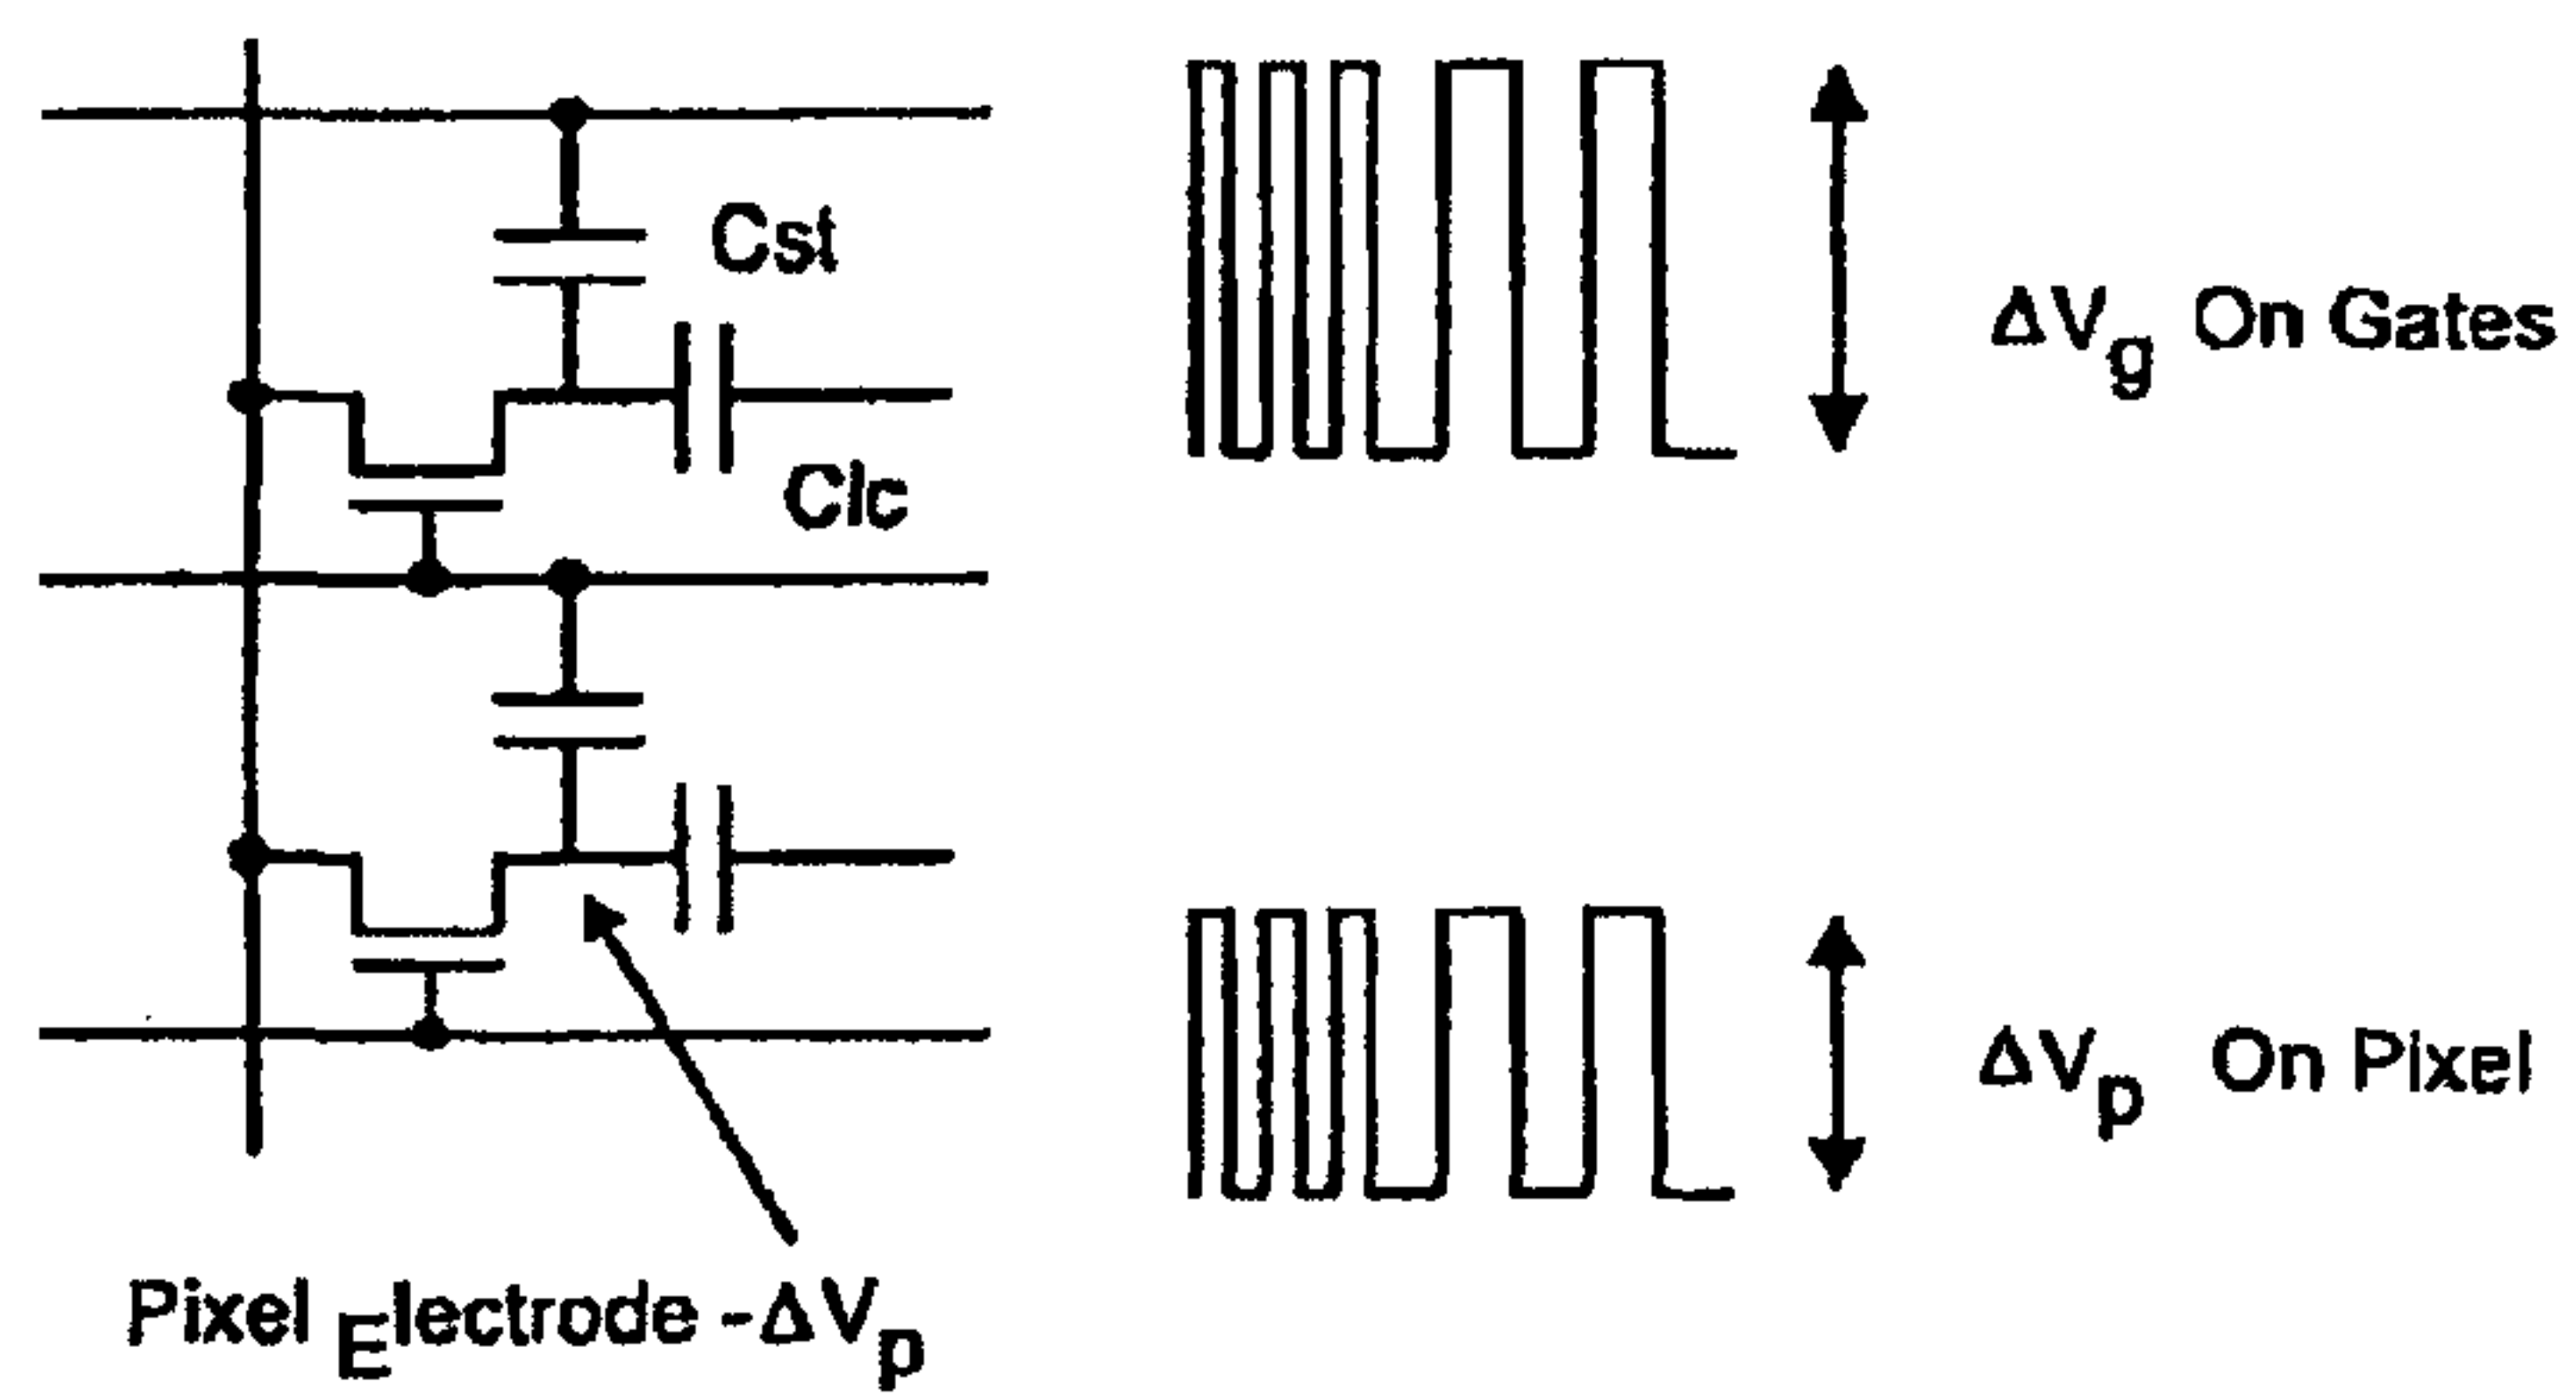 Cst
Clc
ΔVg On Gates
ΔVp On Pixel
Pixel Electrode -ΔVp